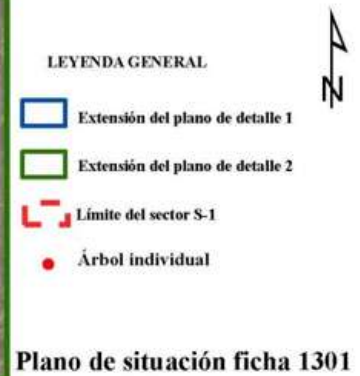 N
LEYENDA GENERAL
Extensión del plano de detalle 1
Extensión del plano de detalle 2
Límite del sector S-1
Árbol individual
Plano de situación ficha 1301